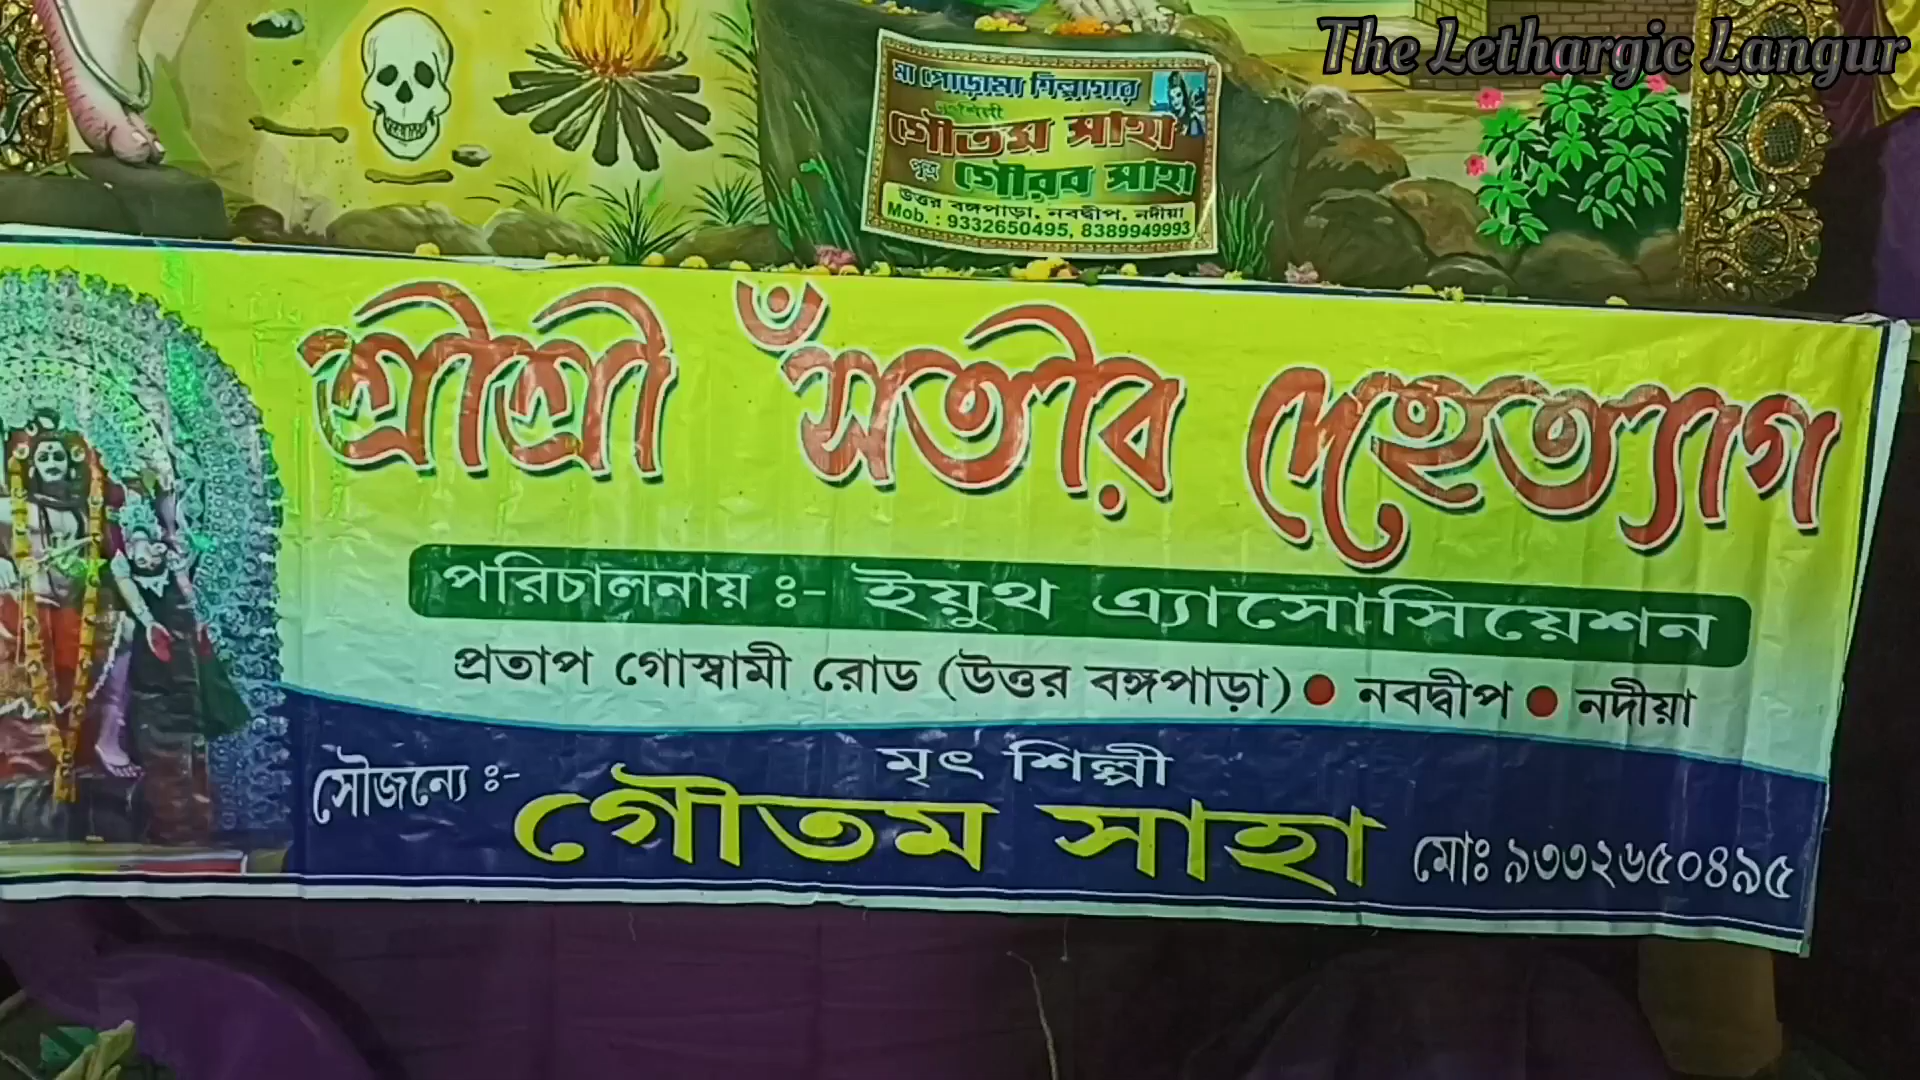 The Lethargic Langur
মা পোড়ামা শিল্পাগার
মৃৎশিল্পী
গৌতম সাহা
পুত্র গৌরব সাহা
উত্তর বঙ্গপাড়া, নবদ্বীপ, নদীয়া
Mob. : 9332650495, 8389949993
শ্রীশ্রী ঁসতীর দেহত্যাগ
পরিচালনায় ঃ- ইয়ুথ এ্যাসোসিয়েশন
প্রতাপ গোস্বামী রোড (উত্তর বঙ্গপাড়া) ● নবদ্বীপ ● নদীয়া
মৃৎ শিল্পী
সৌজন্যে ঃ- গৌতম সাহা মোঃ ৯৩৩২৬৫০৪৯৫